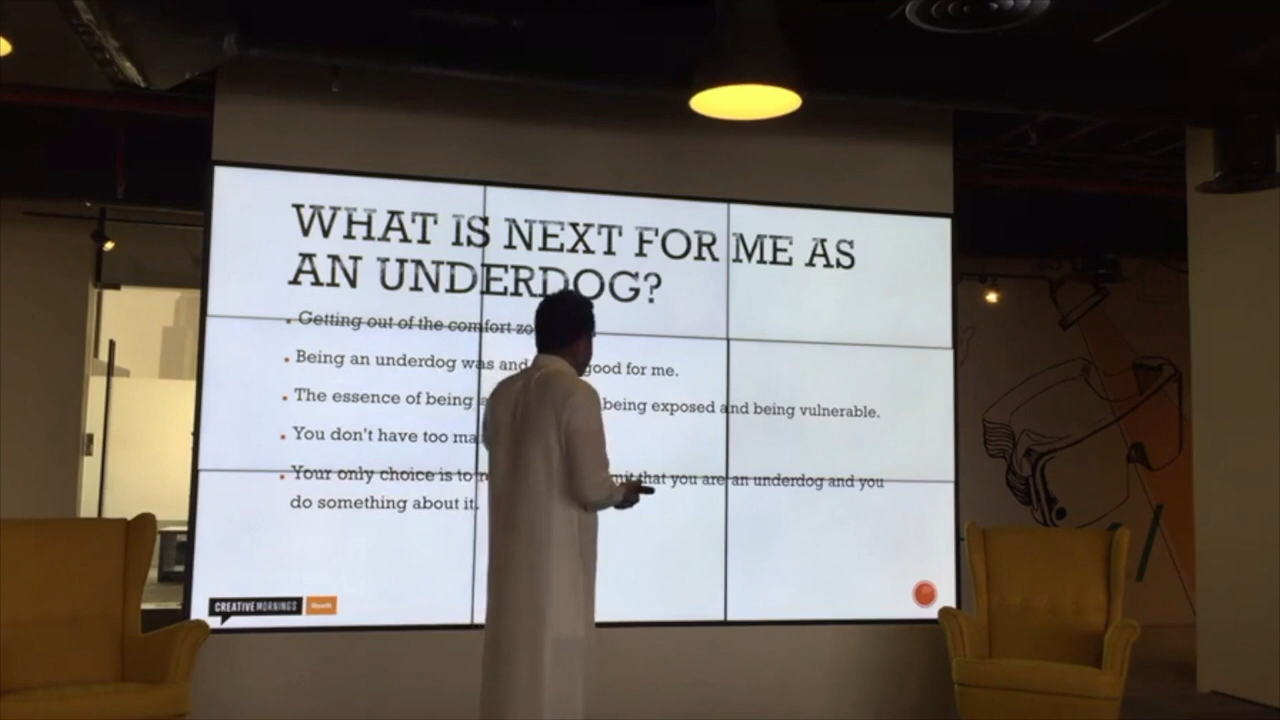 WHAT IS NEXT FOR ME AS
AN UNDERDOG?
Getting out of the comfort zo
Being an underdog was and good for me.
The essence of being being exposed and being vulnerable.
You don't have too ma
Your only choice is to that you are an underdog and you
do something about it.
CREATIVEMORNINGS